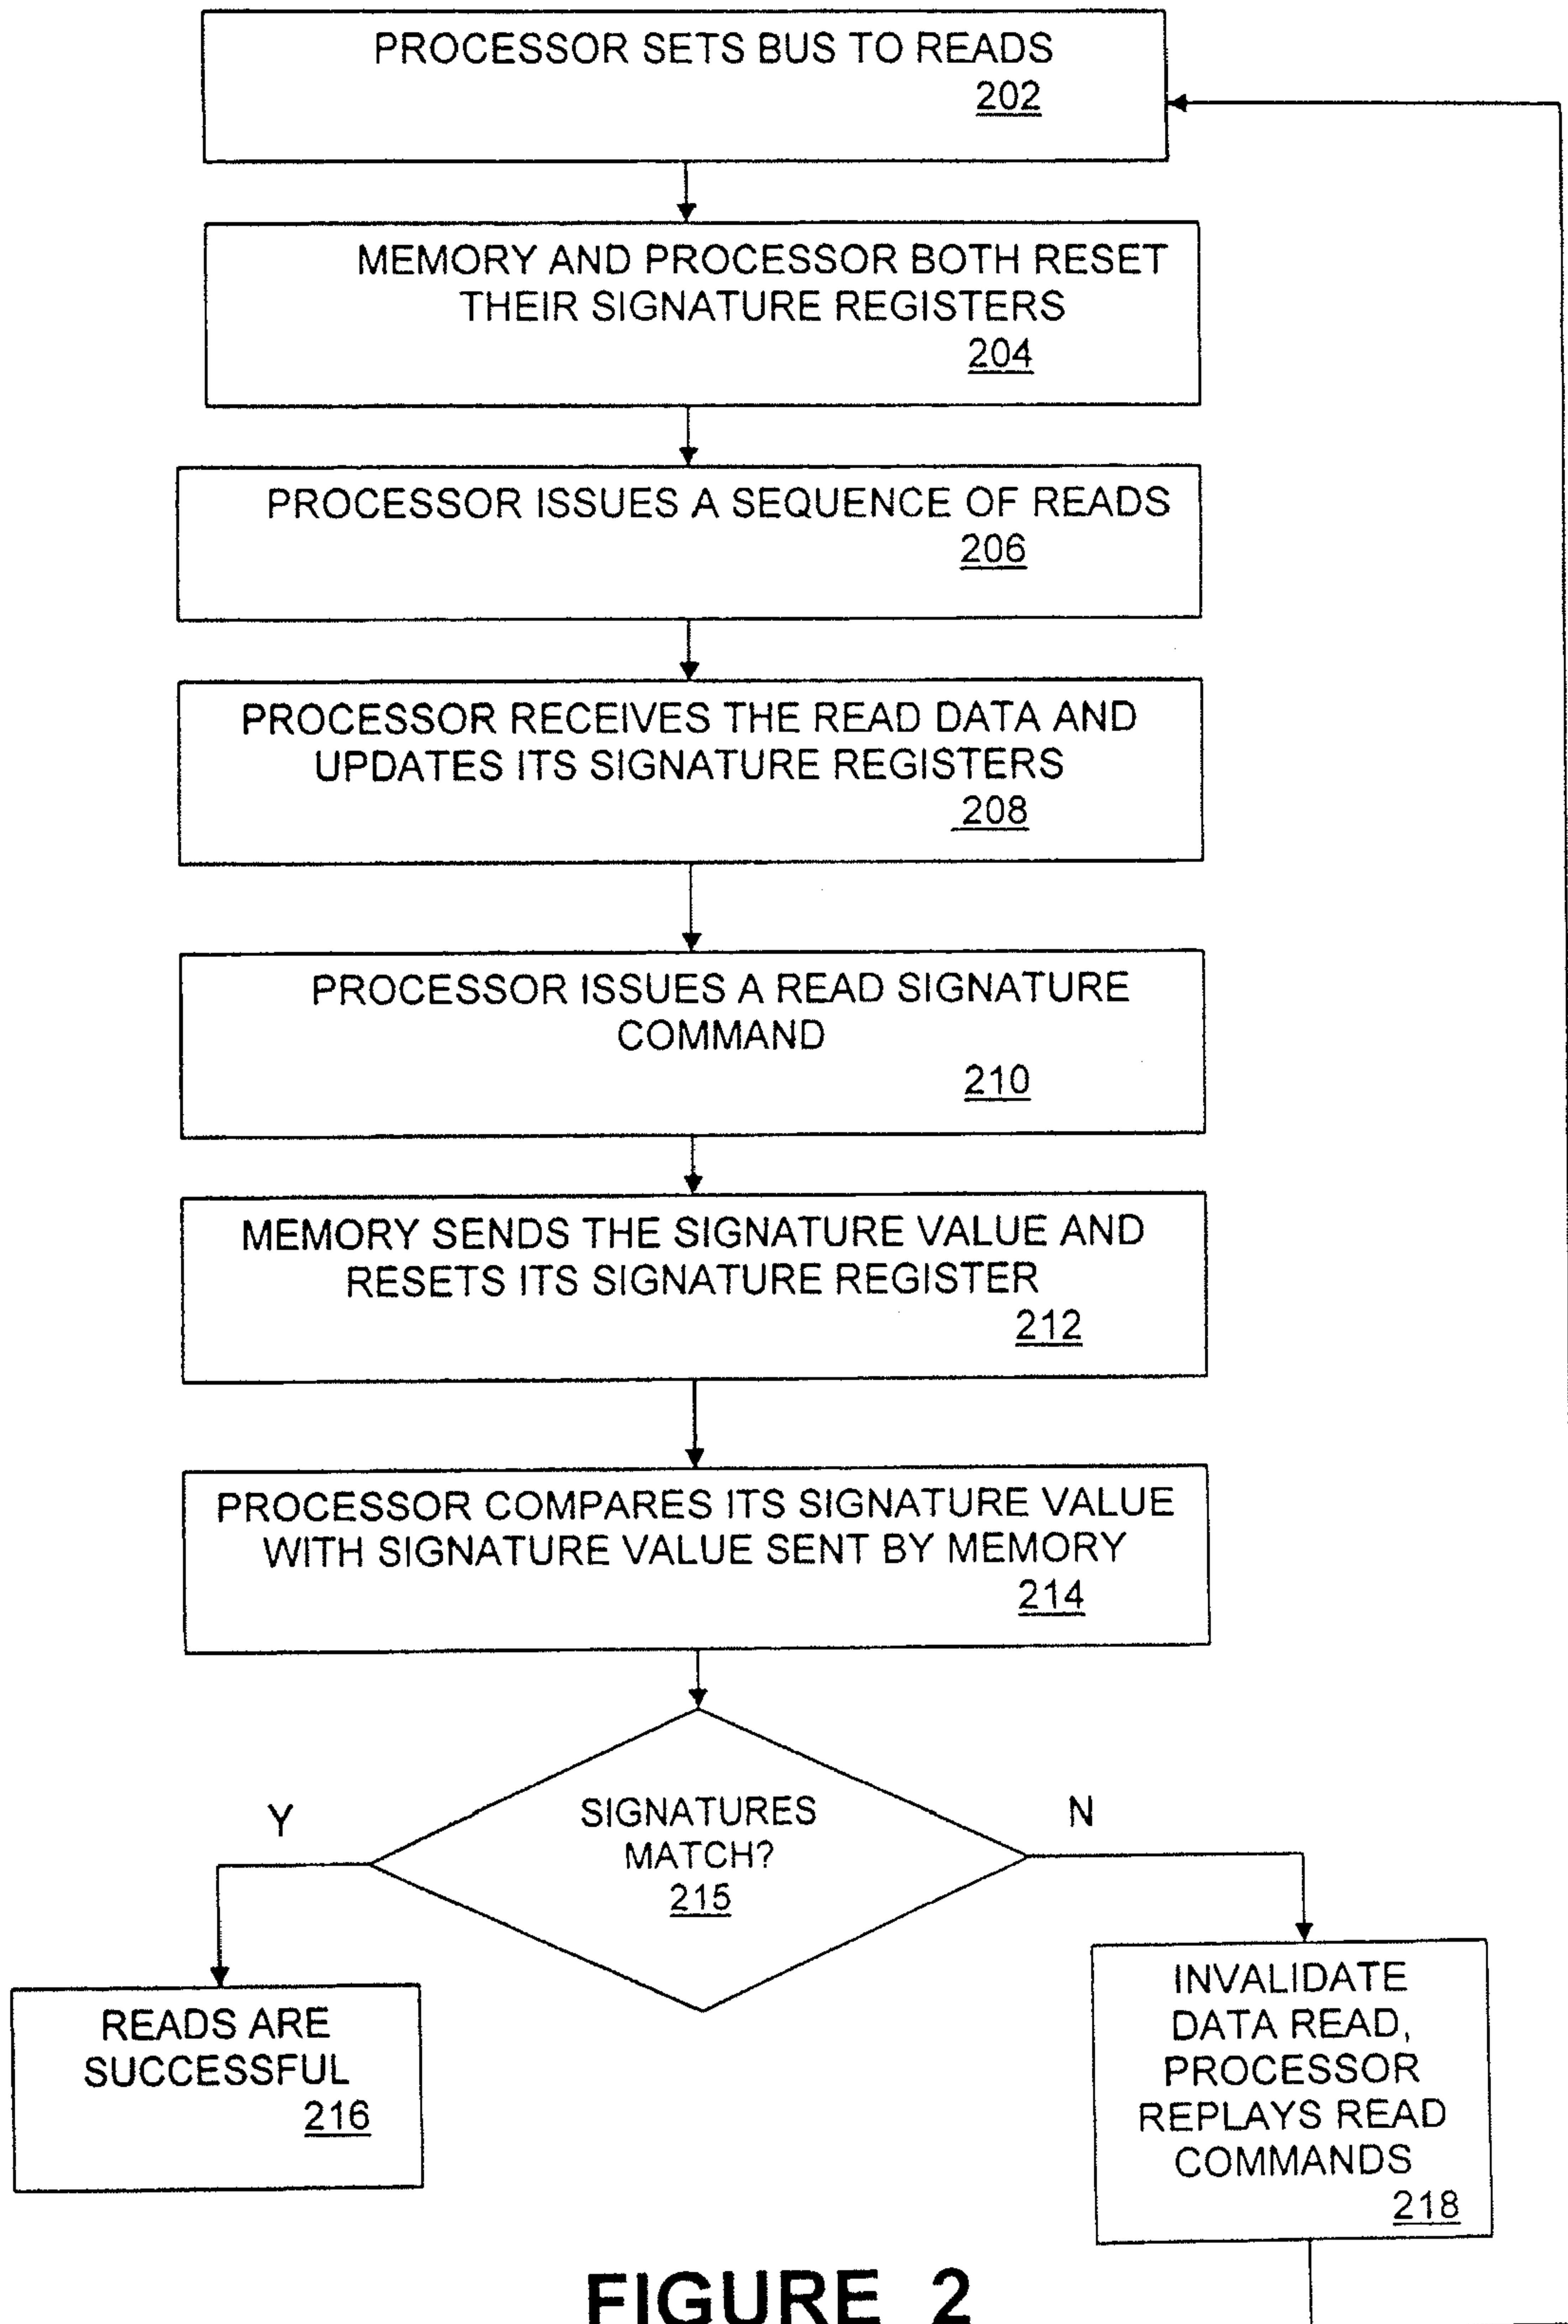 PROCESSOR SETS BUS TO READS
202
MEMORY AND PROCESSOR BOTH RESET
THEIR SIGNATURE REGISTERS
204
PROCESSOR ISSUES A SEQUENCE OF READS
206
PROCESSOR RECEIVES THE READ DATA AND
UPDATES ITS SIGNATURE REGISTERS
208
PROCESSOR ISSUES A READ SIGNATURE
COMMAND
210
MEMORY SENDS THE SIGNATURE VALUE AND
RESETS ITS SIGNATURE REGISTER
212
PROCESSOR COMPARES ITS SIGNATURE VALUE
WITH SIGNATURE VALUE SENT BY MEMORY
214
Y
SIGNATURES
MATCH?
215
N
READS ARE
SUCCESSFUL
216
INVALIDATE
DATA READ,
PROCESSOR
REPLAYS READ
COMMANDS
218
FIGURE 2